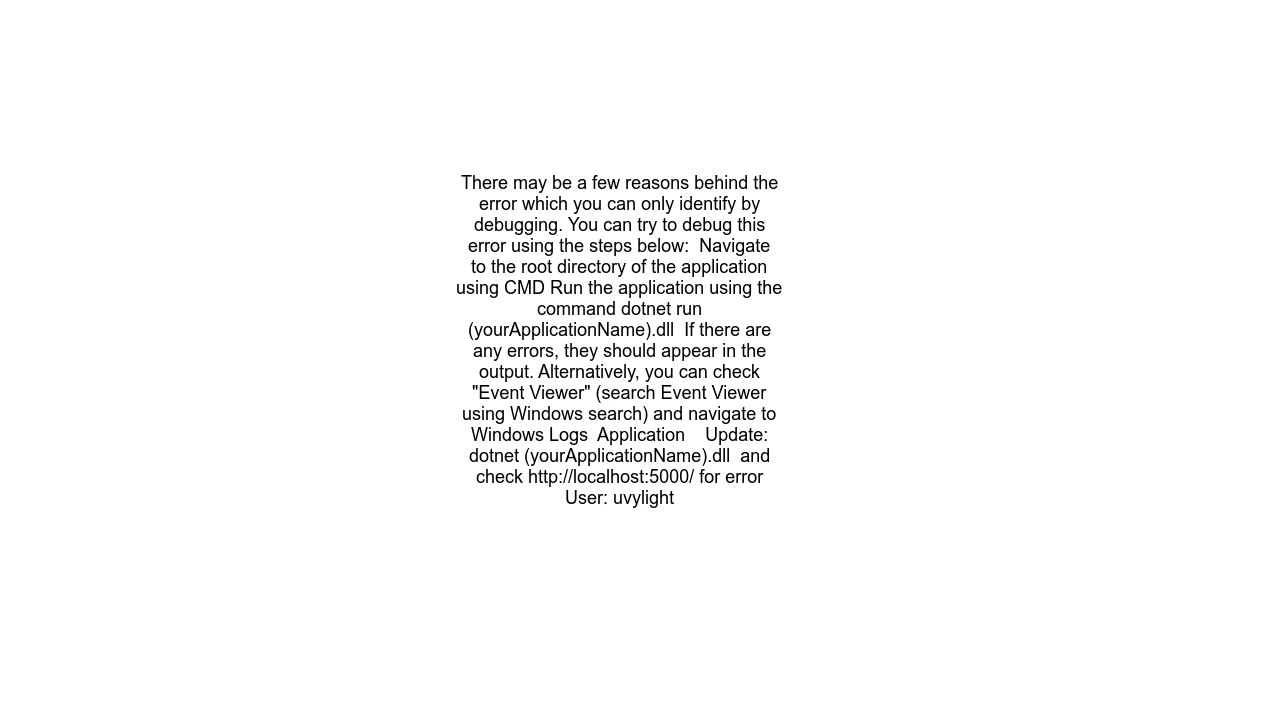 There may be a few reasons behind the
error which you can only identify by
debugging. You can try to debug this
error using the steps below:  Navigate
to the root directory of the application
using CMD Run the application using the
command dotnet run
(yourApplicationName).dll  If there are
any errors, they should appear in the
output. Alternatively, you can check
"Event Viewer" (search Event Viewer
using Windows search) and navigate to
Windows Logs  Application    Update:
dotnet (yourApplicationName).dll  and
check http://localhost:5000/ for error
User: uvylight